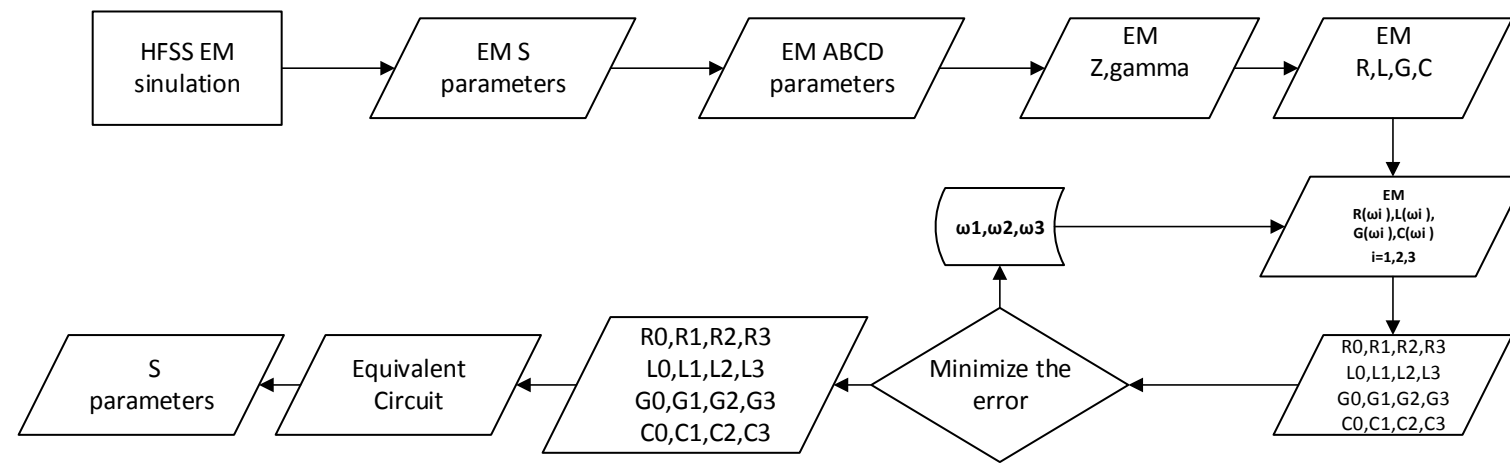 HFSS EM
sinulation
EM S
parameters
EM ABCD
parameters
EM
Z,gamma
EM
R,L,G,C
EM
R(ωi ),L(ωi ),
G(ωi ),C(ωi )
i=1,2,3
ω1,ω2,ω3
R0,R1,R2,R3
L0,L1,L2,L3
G0,G1,G2,G3
C0,C1,C2,C3
Minimize the
error
R0,R1,R2,R3
L0,L1,L2,L3
G0,G1,G2,G3
C0,C1,C2,C3
Equivalent
Circuit
S
parameters